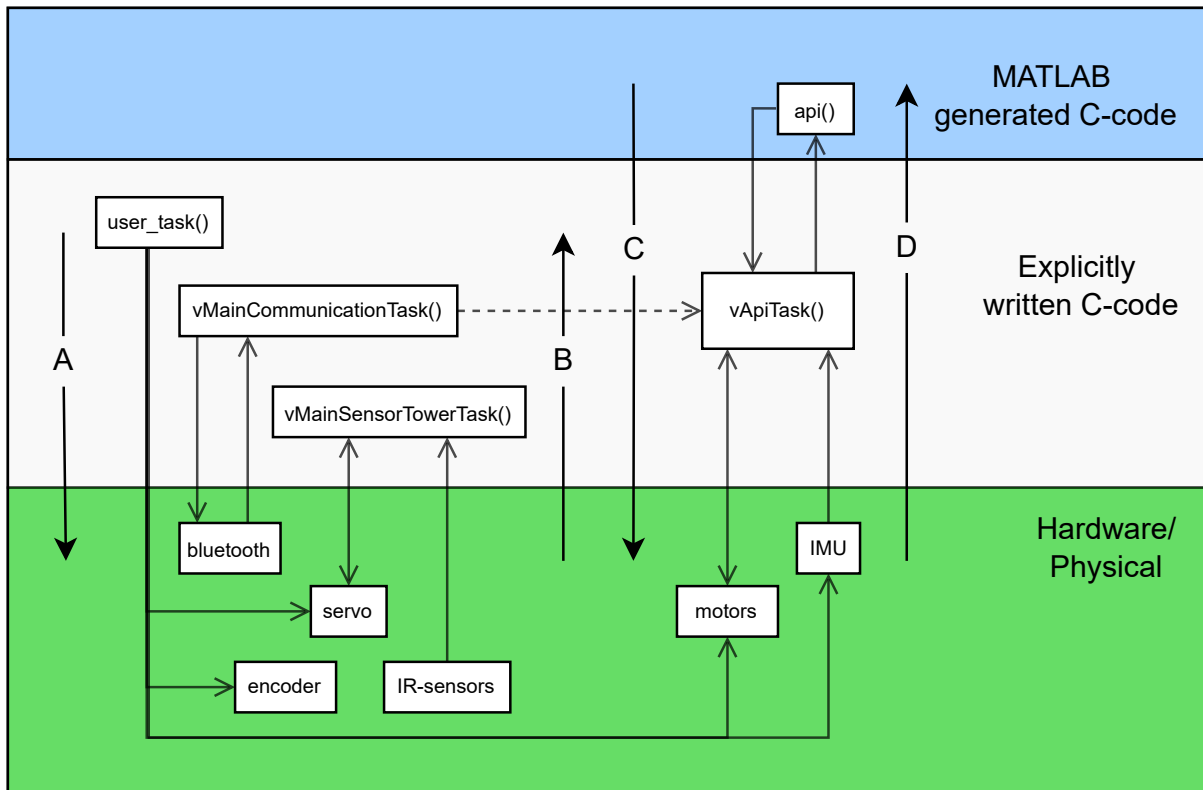 MATLAB
generated C-code
api()
user_task()
C
D
Explicitly
written C-code
vMainCommunicationTask()
vApiTask()
A
B
vMainSensorTowerTask()
Hardware/
Physical
bluetooth
IMU
servo
motors
encoder
IR-sensors